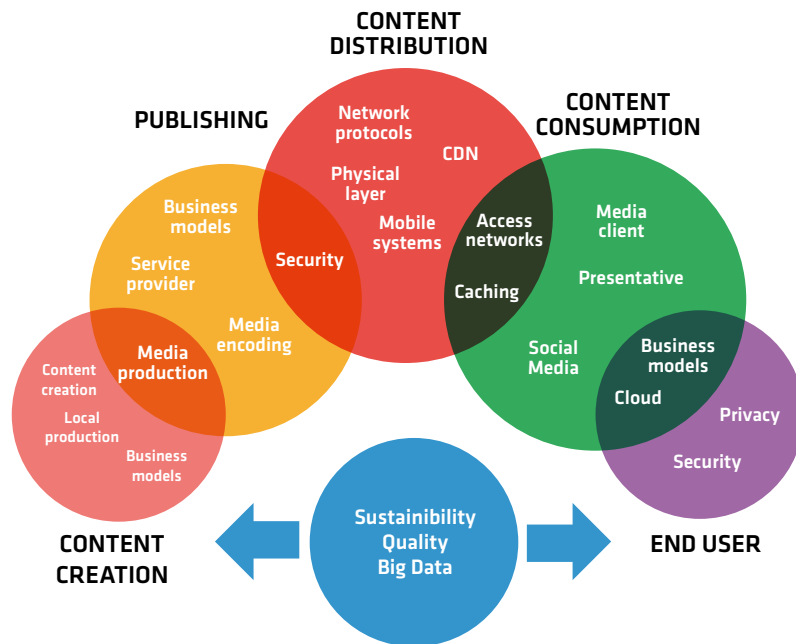 CONTENT
DISTRIBUTION
PUBLISHING
CONTENT
CONSUMPTION
Network
protocols
CDN
Physical
layer
Mobile
systems
Business
models
Service
provider
Media
encoding
Security
Access
networks
Caching
Media
client
Presentative
Social
Media
Media
production
Content
creation
Local
production
Business
models
Business
models
Cloud
Privacy
Security
Sustainibility
Quality
Big Data
CONTENT
CREATION
END USER